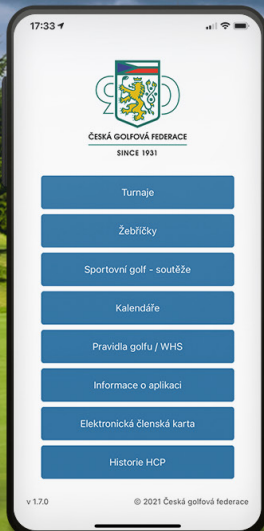 17:33
ČESKÁ GOLFOVÁ FEDERACE
SINCE 1931
Turnaje
Žebříčky
Sportovní golf - soutěže
Kalendáře
Pravidla golfu / WHS
Informace o aplikaci
Elektronická členská karta
Historie HCP
v 1.7.0 © 2021 Česká golfová federace